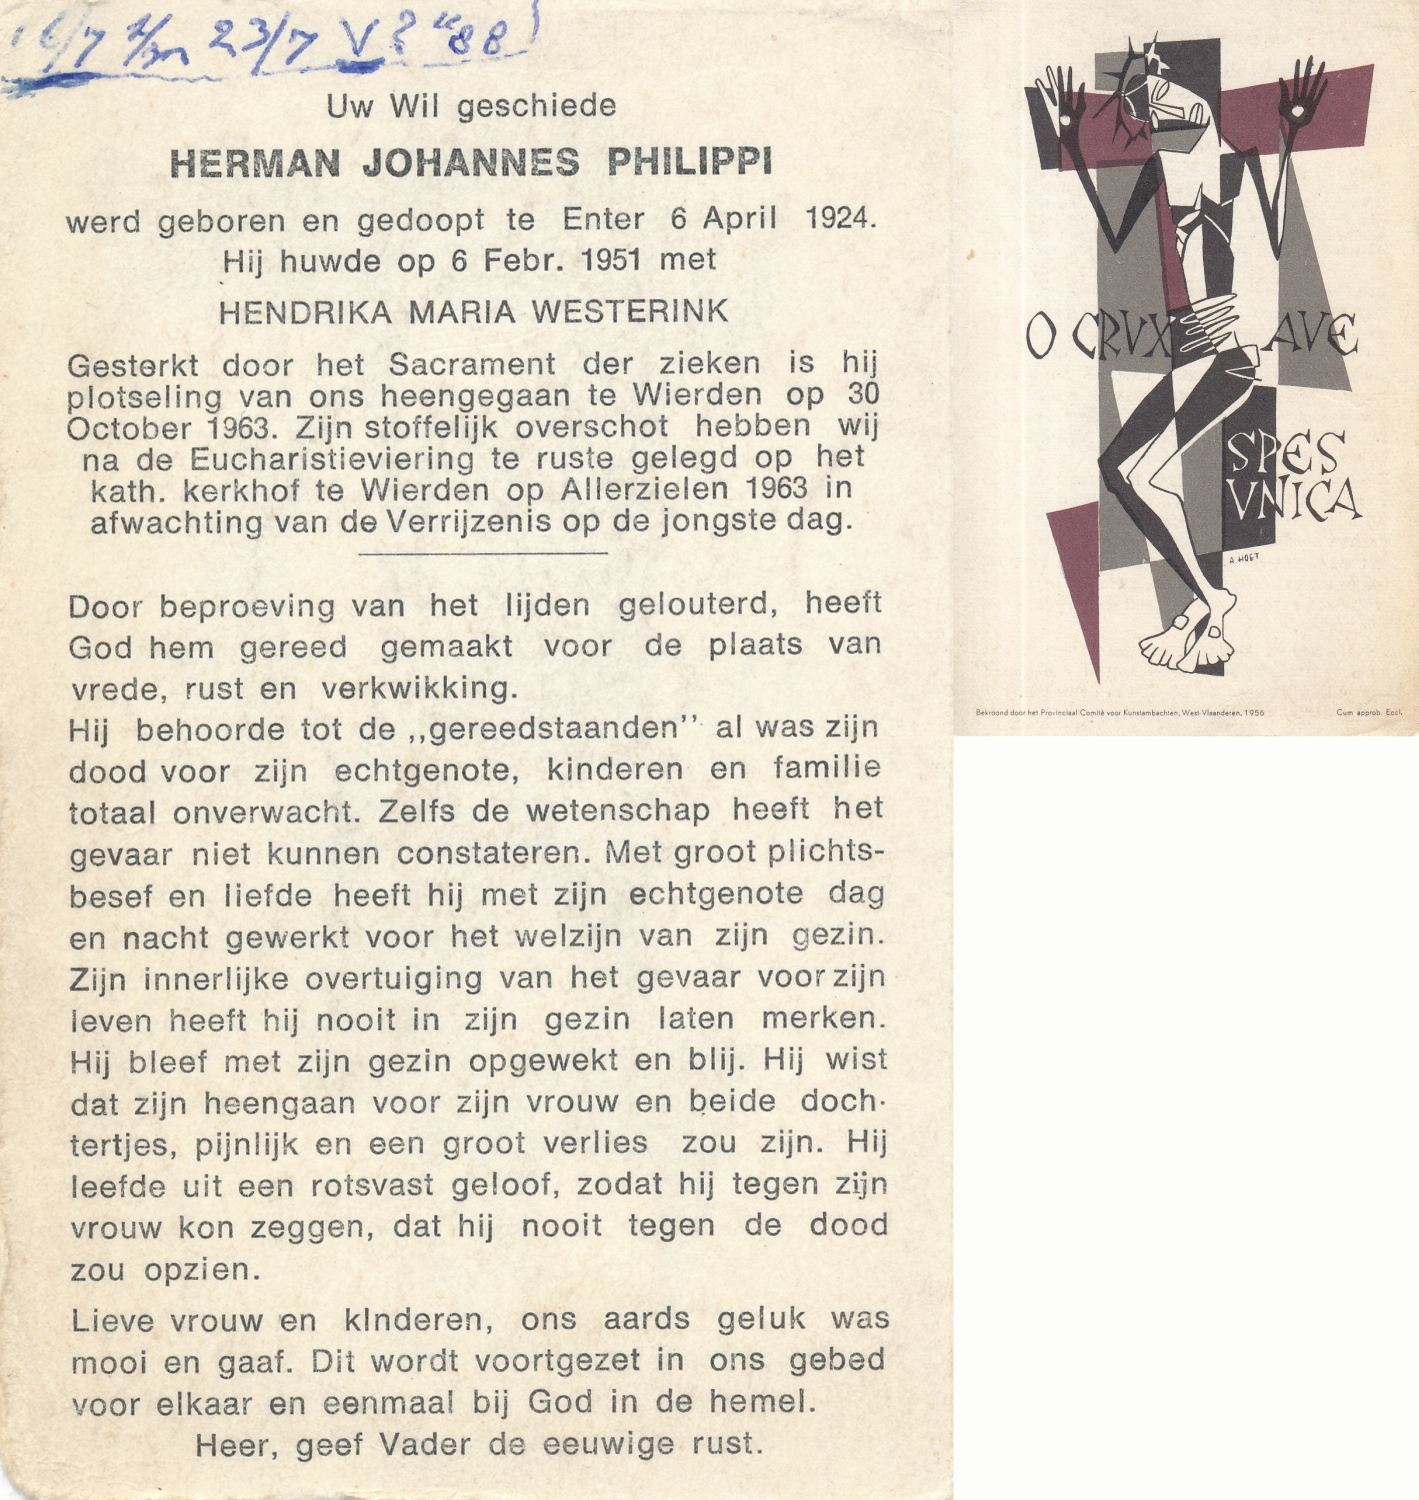 16/7 t/m 23/7 V? "88
Uw Wil geschiede
HERMAN JOHANNES PHILIPPI
werd geboren en gedoopt te Enter 6 April 1924.
Hij huwde op 6 Febr. 1951 met
HENDRIKA MARIA WESTERINK
Gesterkt door het Sacrament der zieken is hij
plotseling van ons heengegaan te Wierden op 30
October 1963. Zijn stoffelijk overschot hebben wij
na de Eucharistieviering te ruste gelegd op het
kath. kerkhof te Wierden op Allerzielen 1963 in
afwachting van de Verrijzenis op de jongste dag.
Door beproeving van het lijden gelouterd, heeft
God hem gereed gemaakt voor de plaats van
vrede, rust en verkwikking.
Hij behoorde tot de ,,gereedstaanden'' al was zijn
dood voor zijn echtgenote, kinderen en familie
totaal onverwacht. Zelfs de wetenschap heeft het
gevaar niet kunnen constateren. Met groot plichts-
besef en liefde heeft hij met zijn echtgenote dag
en nacht gewerkt voor het welzijn van zijn gezin.
Zijn innerlijke overtuiging van het gevaar voor zijn
leven heeft hij nooit in zijn gezin laten merken.
Hij bleef met zijn gezin opgewekt en blij. Hij wist
dat zijn heengaan voor zijn vrouw en beide doch-
tertjes, pijnlijk en een groot verlies zou zijn. Hij
leefde uit een rotsvast geloof, zodat hij tegen zijn
vrouw kon zeggen, dat hij nooit tegen de dood
zou opzien.
Lieve vrouw en kInderen, ons aards geluk was
mooi en gaaf. Dit wordt voortgezet in ons gebed
voor elkaar en eenmaal bij God in de hemel.
Heer, geef Vader de eeuwige rust.
O CRVX AVE
SPES
VNICA
A HOET
Bekroond door het Provinciaal Comité voor Kunstambachten, West-Vlaanderen, 1956 Cum approb. Eccl.